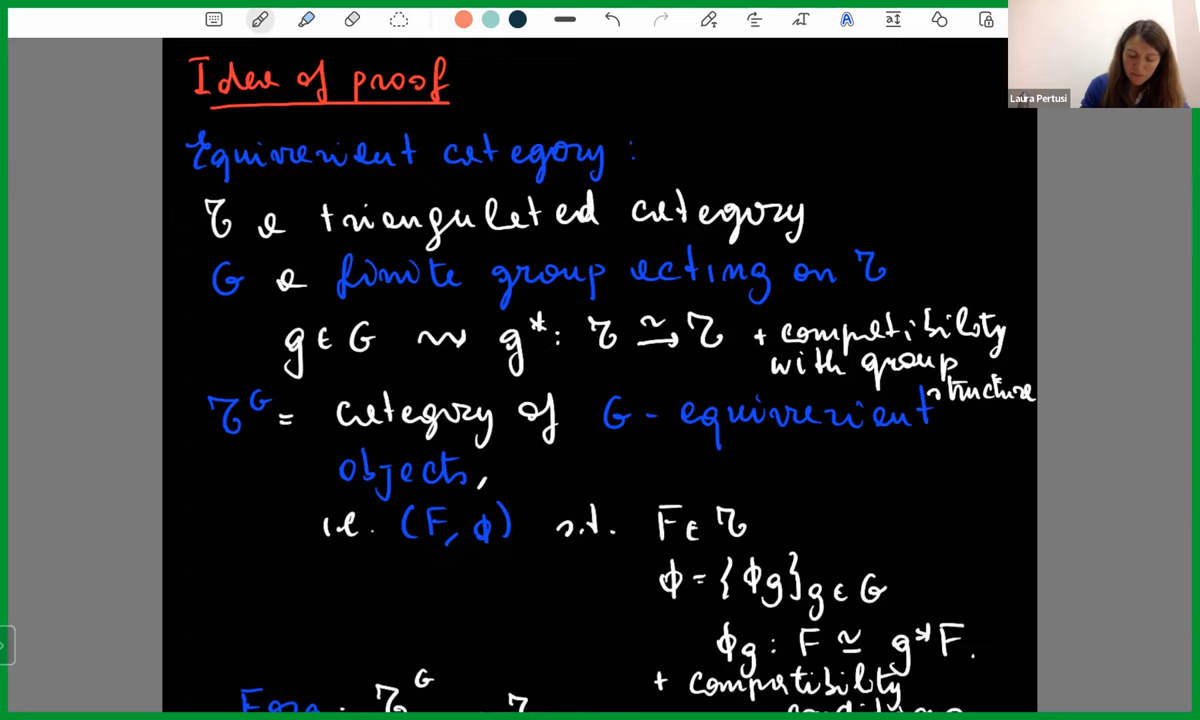 Laura Pertusi
Idea of proof
Equivariant category :
𝒯 a triangulated category
G a finite group acting on 𝒯
g ∈ G ⇝ g* : 𝒯 ≃→ 𝒯 + compatibility
with group
structure
𝒯^G = category of G - equivariant
objects,
i.e. (F, ϕ) s.t. F ∈ 𝒯
ϕ = {ϕg}g ∈ G
ϕg : F ≃ g*F.
+ compatibility
Forg : 𝒯^G 𝒯